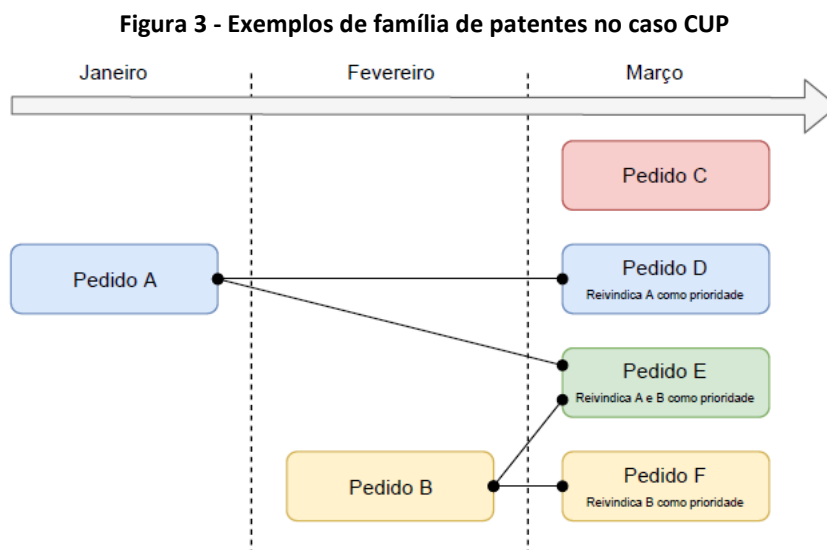 Figura 3 - Exemplos de família de patentes no caso CUP
Janeiro
Fevereiro
Março
Pedido C
Pedido A
Pedido D
Reivindica A como prioridade
Pedido E
Reivindica A e B como prioridade
Pedido B
Pedido F
Reivindica B como prioridade